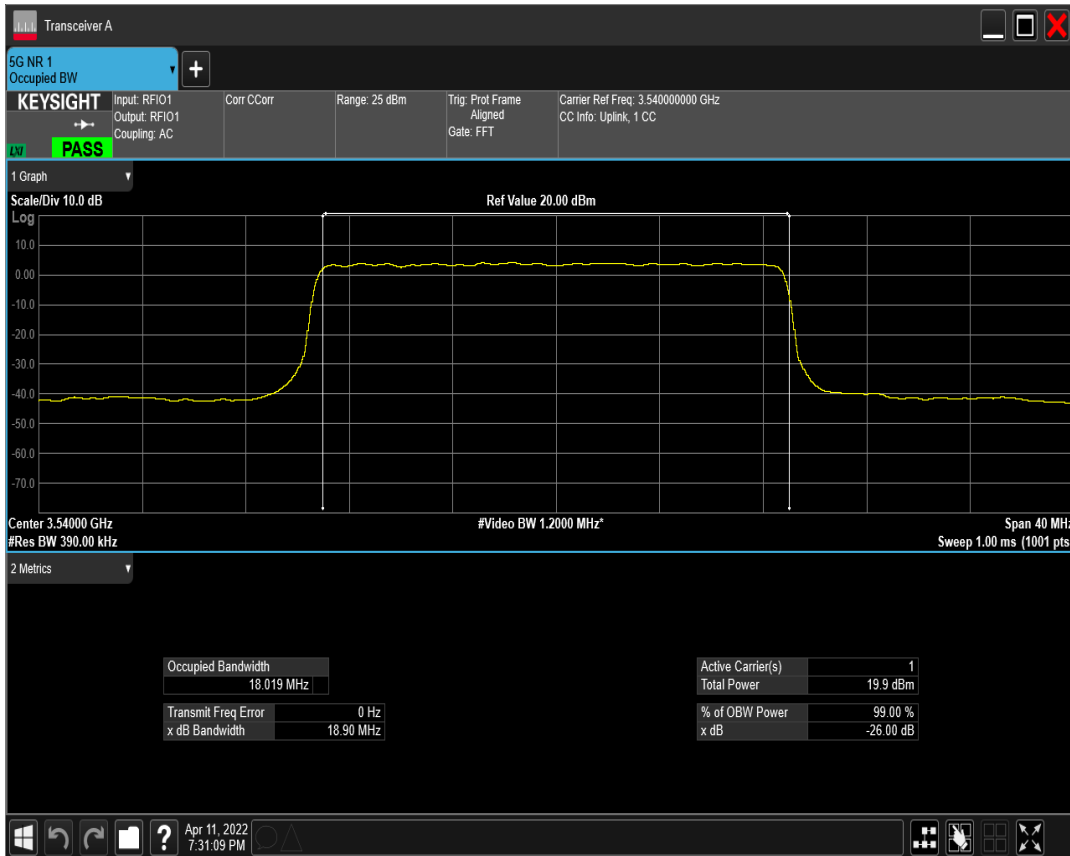 Transceiver A
5G NR 1
Occupied BW
KEYSIGHT
LXI
PASS
Input: RFIO1
Output: RFIO1
Coupling: AC
Corr CCorr
Range: 25 dBm
Trig: Prot Frame
Aligned
Gate: FFT
Carrier Ref Freq: 3.540000000 GHz
CC Info: Uplink, 1 CC
1 Graph
Scale/Div 10.0 dB
Ref Value 20.00 dBm
Log
10.0
0.00
-10.0
-20.0
-30.0
-40.0
-50.0
-60.0
-70.0
Center 3.54000 GHz
#Video BW 1.2000 MHz*
Span 40 MHz
#Res BW 390.00 kHz
Sweep 1.00 ms (1001 pts
2 Metrics
Occupied Bandwidth
18.019 MHz
Transmit Freq Error 0 Hz
x dB Bandwidth 18.90 MHz
Active Carrier(s) 1
Total Power 19.9 dBm
% of OBW Power 99.00 %
x dB -26.00 dB
?
Apr 11, 2022
7:31:09 PM